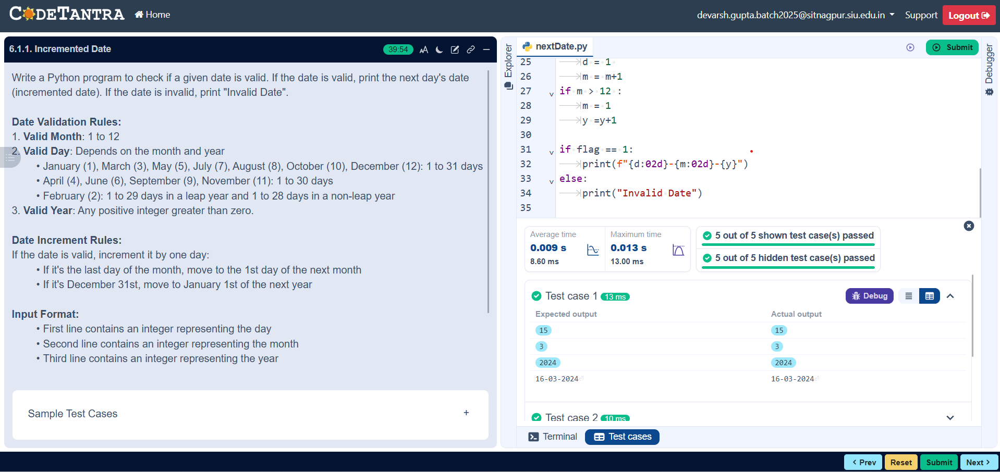 CODETANTRA
Home
devarsh.gupta.batch2025@sitnagpur.siu.edu.in
Support
Logout
6.1.1. Incremented Date
39:54
AA
Write a Python program to check if a given date is valid. If the date is valid, print the next day's date
(incremented date). If the date is invalid, print "Invalid Date".
Date Validation Rules:
1. Valid Month: 1 to 12
2. Valid Day: Depends on the month and year
• January (1), March (3), May (5), July (7), August (8), October (10), December (12): 1 to 31 days
• April (4), June (6), September (9), November (11): 1 to 30 days
• February (2): 1 to 29 days in a leap year and 1 to 28 days in a non-leap year
3. Valid Year: Any positive integer greater than zero.
Date Increment Rules:
If the date is valid, increment it by one day:
• If it's the last day of the month, move to the 1st day of the next month
• If it's December 31st, move to January 1st of the next year
Input Format:
• First line contains an integer representing the day
• Second line contains an integer representing the month
• Third line contains an integer representing the year
Sample Test Cases
+
Explorer
nextDate.py
Submit
Debugger
25 d = 1
26 m = m+1
27 if m > 12 :
28 m = 1
29 y =y+1
30
31 if flag == 1:
32 print(f"{d:02d}-{m:02d}-{y}")
33 else:
34 print("Invalid Date")
35
Average time
0.009 s
8.60 ms
Maximum time
0.013 s
13.00 ms
5 out of 5 shown test case(s) passed
5 out of 5 hidden test case(s) passed
Test case 1 13 ms
Debug
Expected output Actual output
15 15
3 3
2024 2024
16-03-2024 16-03-2024
Test case 2 10 ms
Terminal
Test cases
< Prev
Reset
Submit
Next >